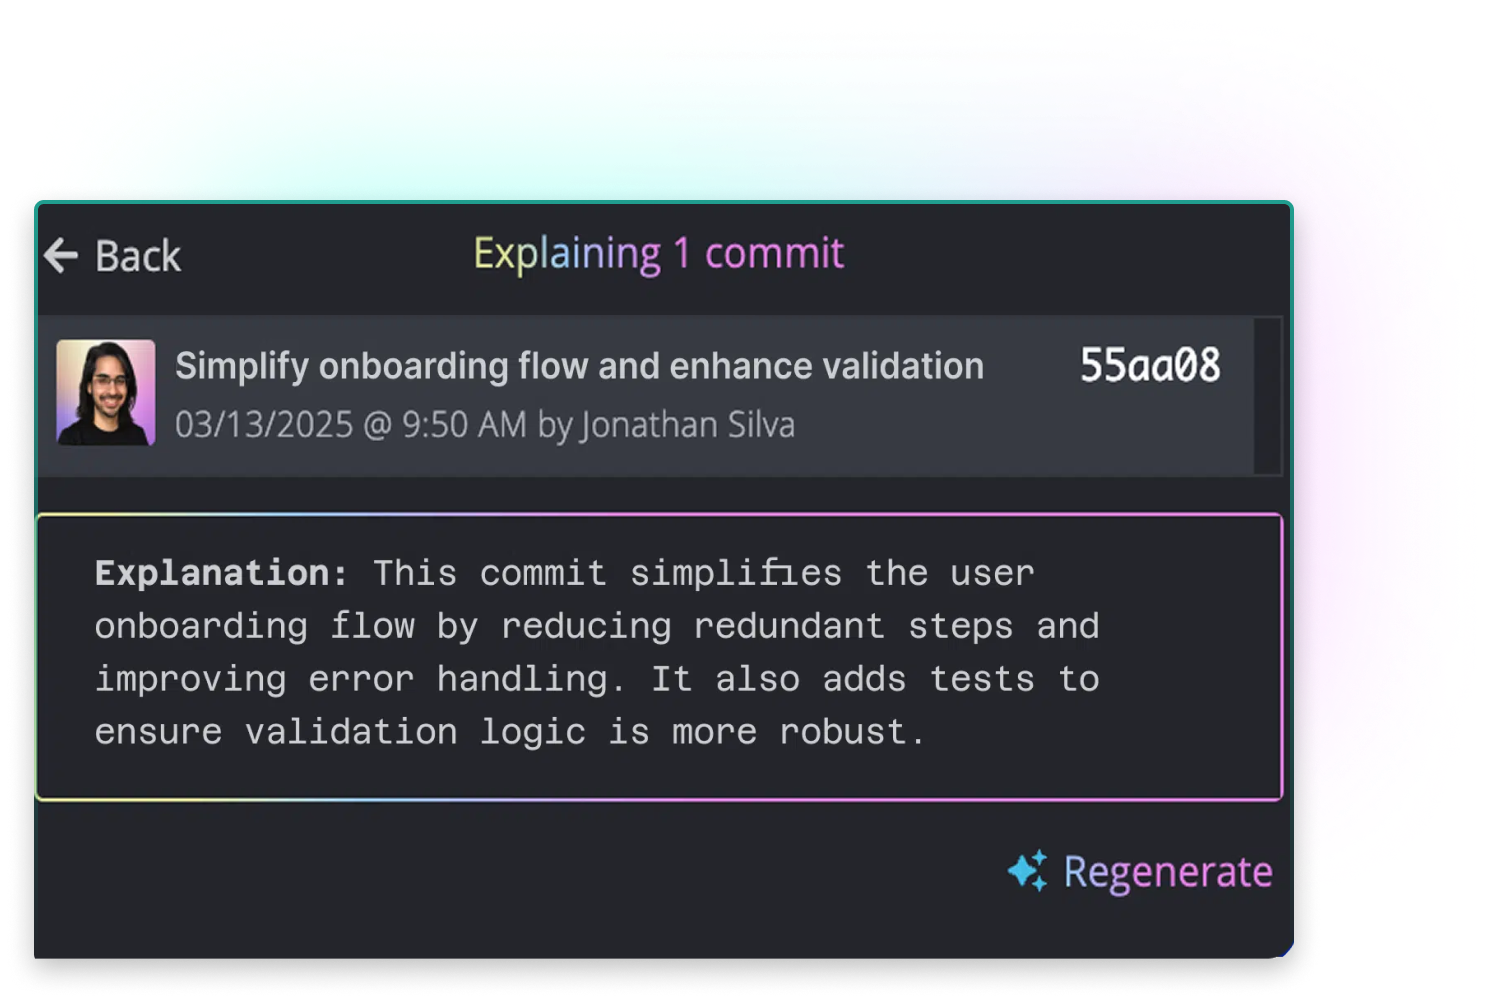 Back
Explaining 1 commit
Simplify onboarding flow and enhance validation
55aa08
03/13/2025 @ 9:50 AM by Jonathan Silva
Explanation: This commit simplifies the user
onboarding flow by reducing redundant steps and
improving error handling. It also adds tests to
ensure validation logic is more robust.
Regenerate